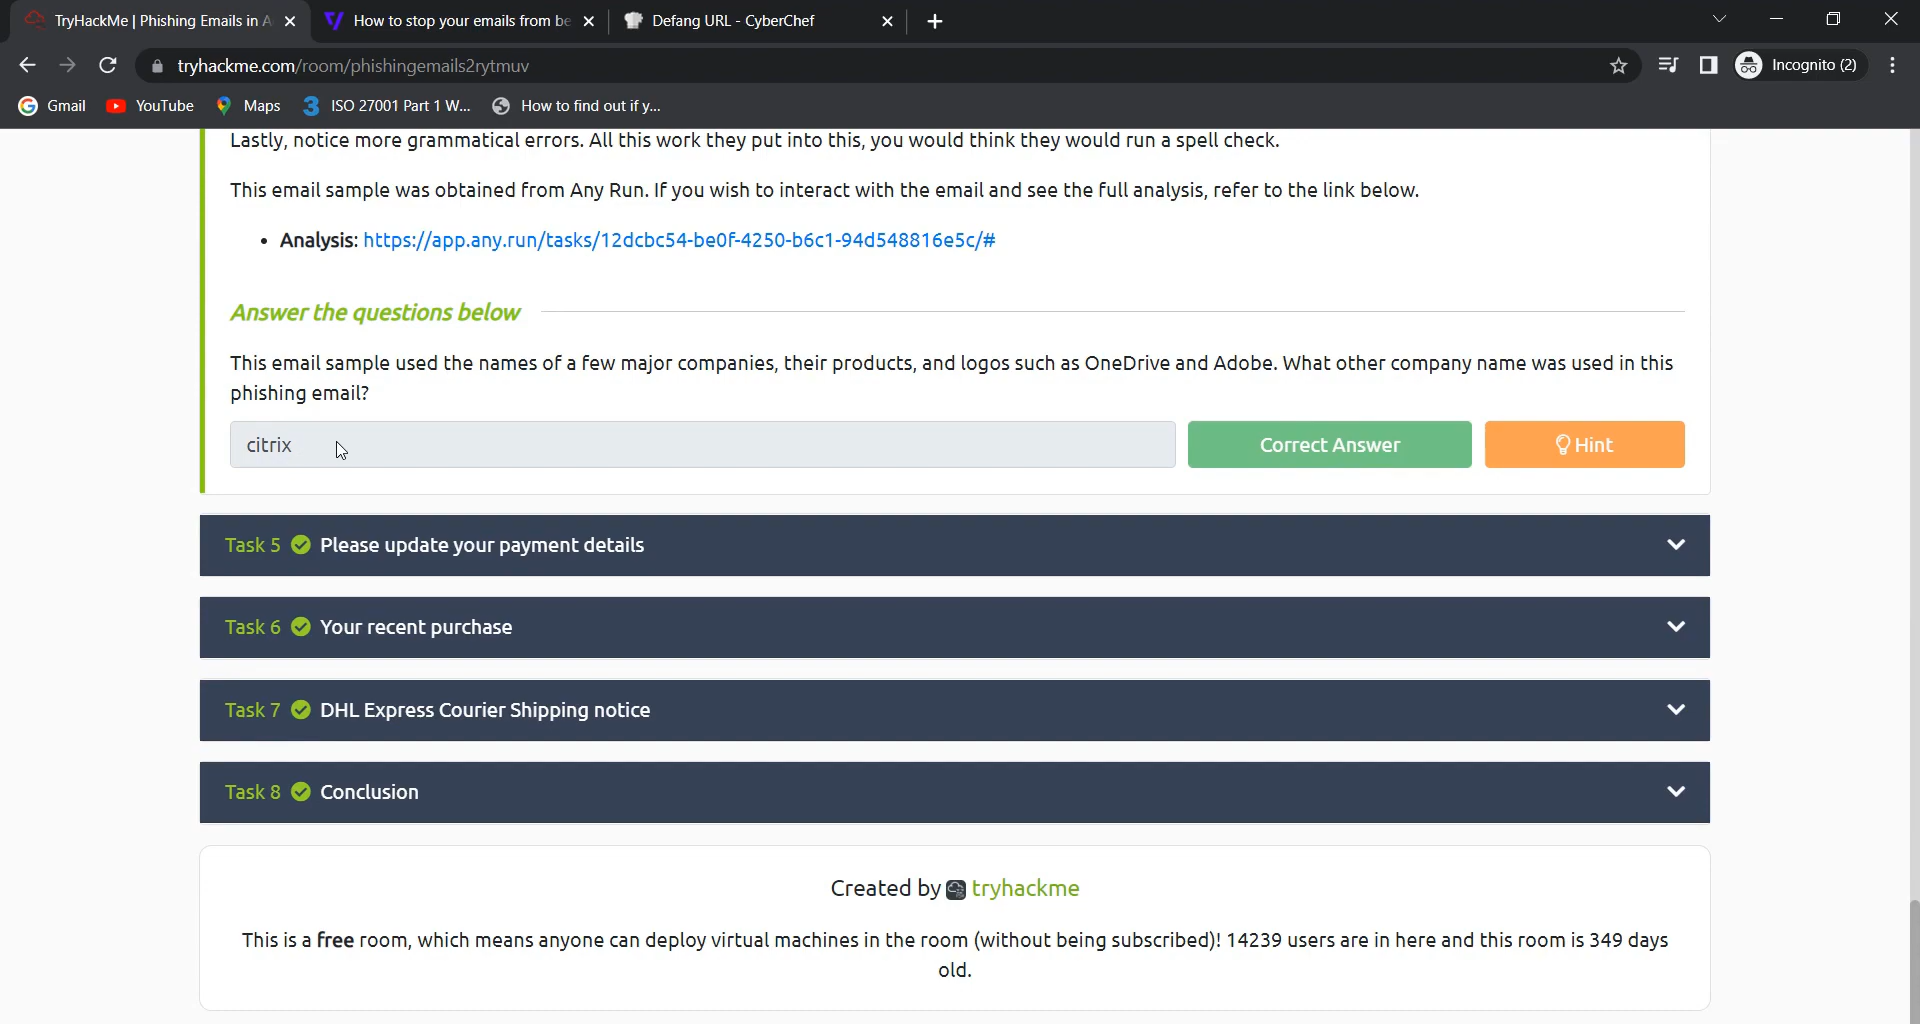 TryHackMe | Phishing Emails in A
How to stop your emails from be
Defang URL - CyberChef
tryhackme.com/room/phishingemails2rytmuv
Incognito (2)
Gmail
YouTube
Maps
ISO 27001 Part 1 W...
How to find out if y...
Lastly, notice more grammatical errors. All this work they put into this, you would think they would run a spell check.
This email sample was obtained from Any Run. If you wish to interact with the email and see the full analysis, refer to the link below.
• Analysis: https://app.any.run/tasks/12dcbc54-be0f-4250-b6c1-94d548816e5c/#
Answer the questions below
This email sample used the names of a few major companies, their products, and logos such as OneDrive and Adobe. What other company name was used in this
phishing email?
citrix
Correct Answer
Hint
Task 5 Please update your payment details
Task 6 Your recent purchase
Task 7 DHL Express Courier Shipping notice
Task 8 Conclusion
Created by tryhackme
This is a free room, which means anyone can deploy virtual machines in the room (without being subscribed)! 14239 users are in here and this room is 349 days
old.